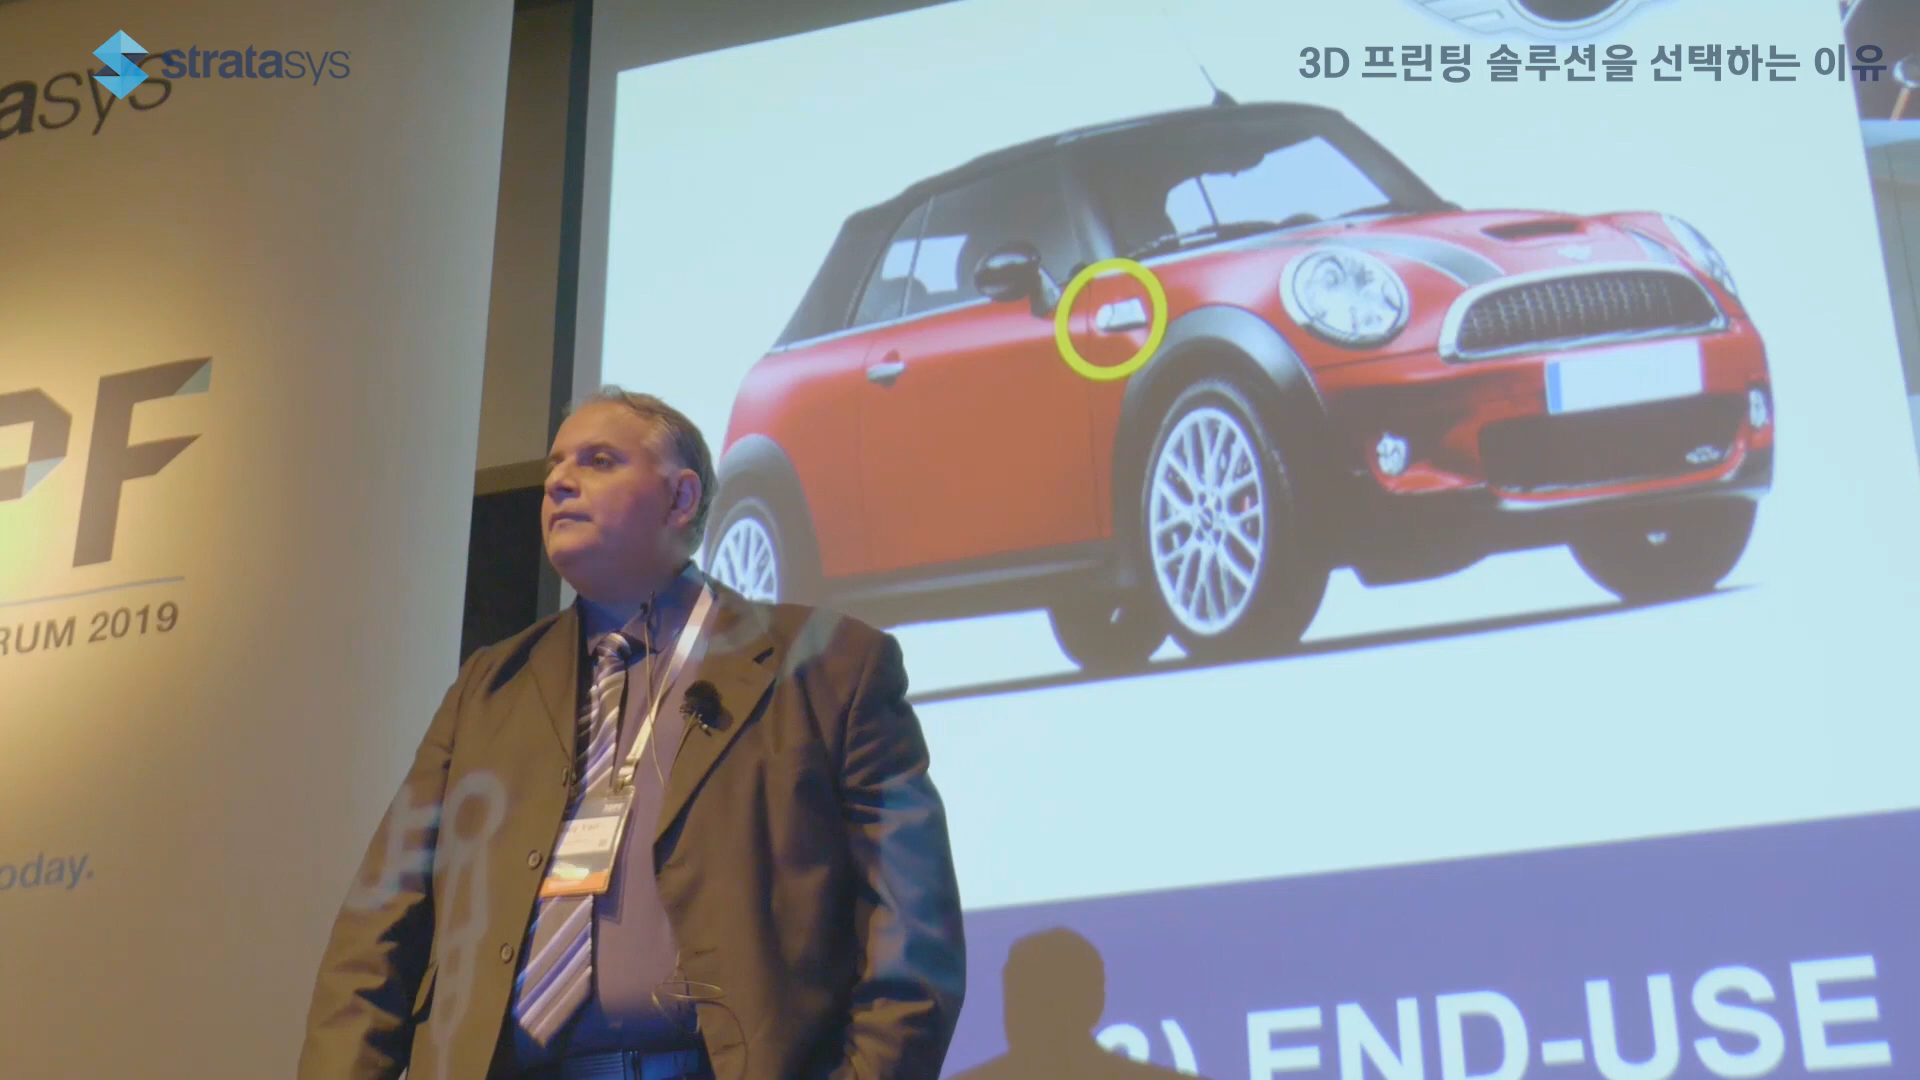 stratasys
3D 프린팅 솔루션을 선택하는 이유
asys
PF
RUM 2019
oday.
) END-USE